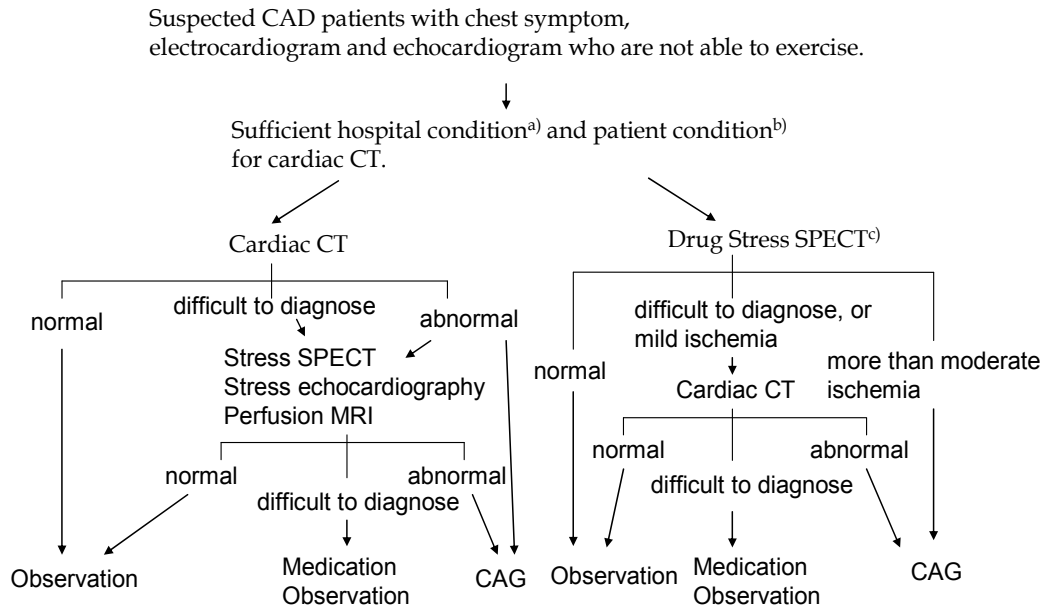 Suspected CAD patients with chest symptom,
electrocardiogram and echocardiogram who are not able to exercise.
Sufficient hospital condition a) and patient condition b)
for cardiac CT.
Cardiac CT
normal
difficult to diagnose
abnormal
Stress SPECT
Stress echocardiography
Perfusion MRI
normal
difficult to diagnose
abnormal
Observation
Medication
Observation
CAG
Drug Stress SPECT c)
normal
difficult to diagnose, or
mild ischemia
more than moderate
ischemia
Cardiac CT
normal
difficult to diagnose
abnormal
Observation
Medication
Observation
CAG